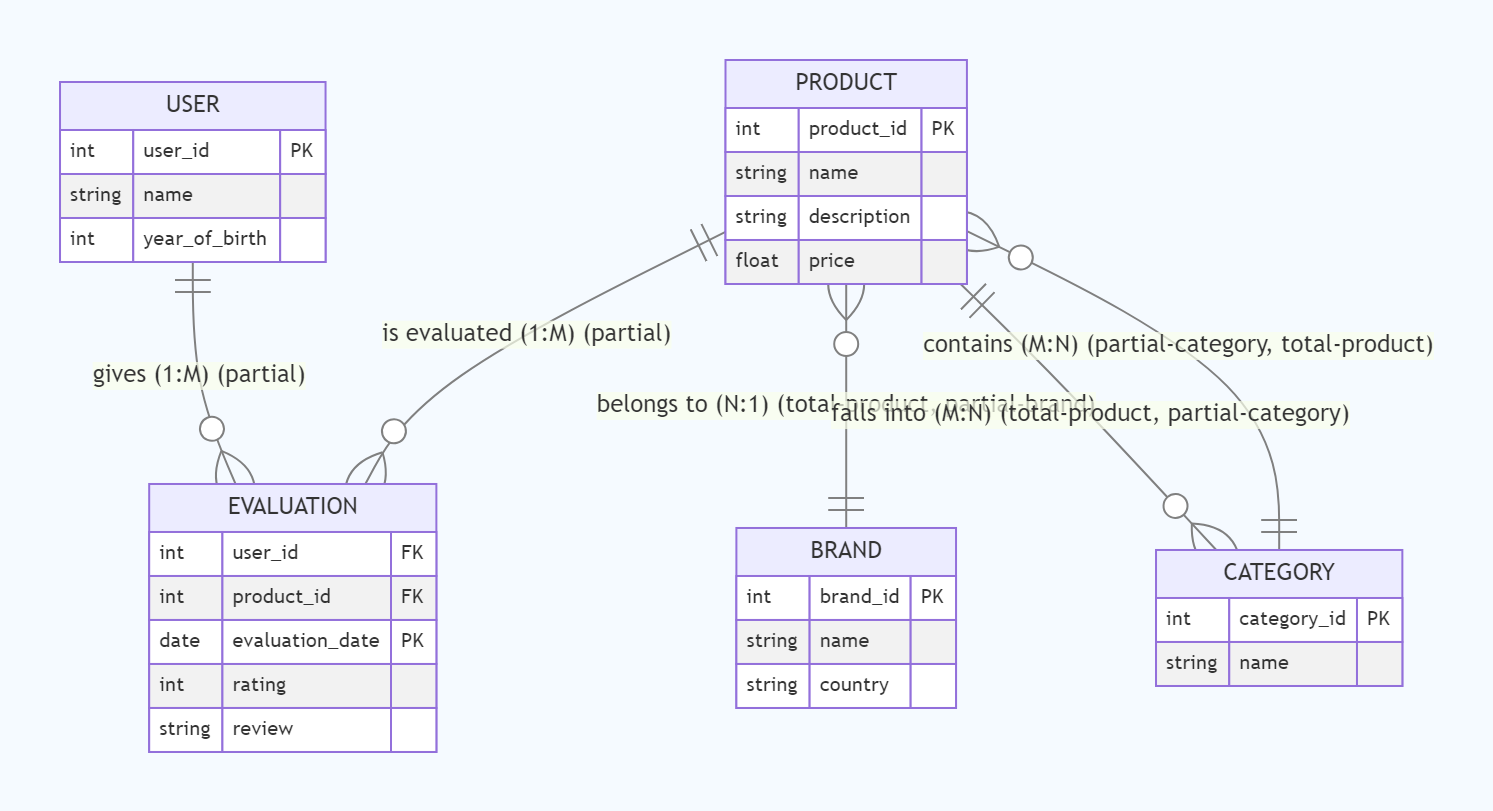 USER
int user_id PK
string name
int year_of_birth
PRODUCT
int product_id PK
string name
string description
float price
is evaluated (1:M) (partial)
contains (M:N) (partial-category, total-product)
gives (1:M) (partial)
belongs to (N:1) (total-product, partial-brand)
falls into (M:N) (total-product, partial-category)
EVALUATION
int user_id FK
int product_id FK
date evaluation_date PK
int rating
string review
BRAND
int brand_id PK
string name
string country
CATEGORY
int category_id PK
string name